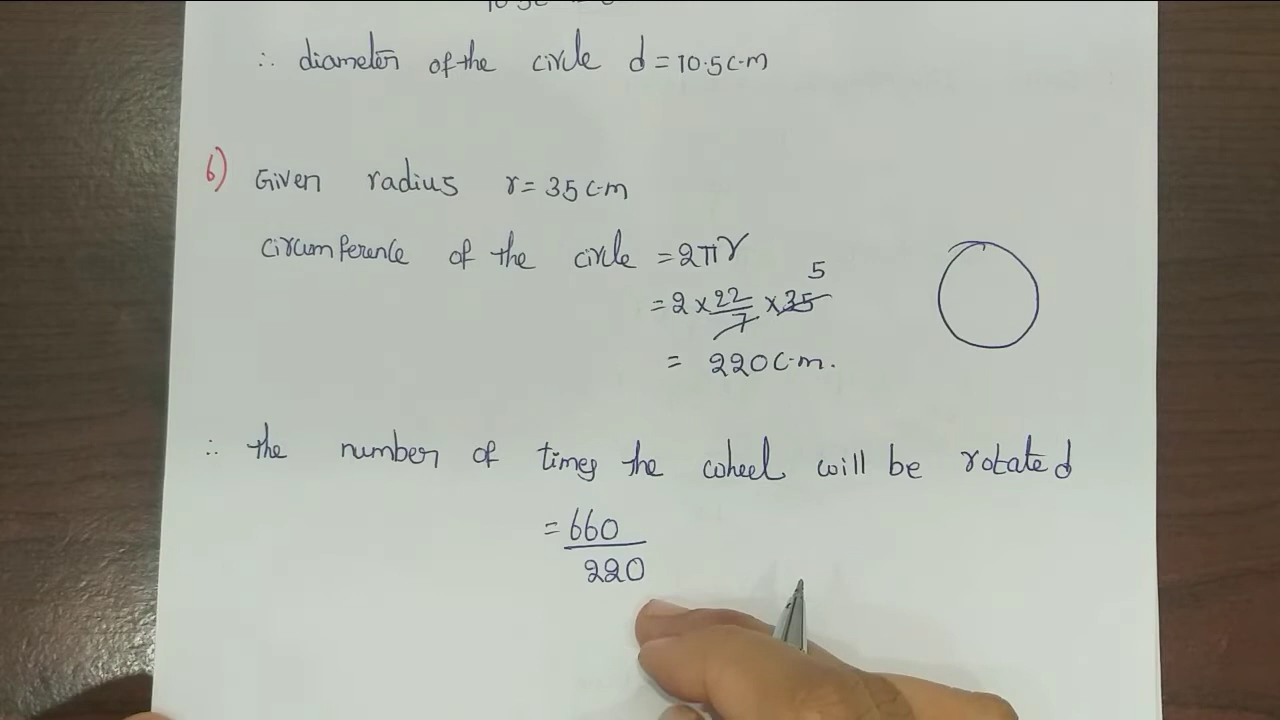 ∴ diameter of the circle d = 10.5 c.m
6) Given radius r = 35 c.m
circumference of the circle = 2πr
5
= 2 × 22/7 × 35
= 220 c.m.
∴ the number of times the wheel will be rotated
= 660
220